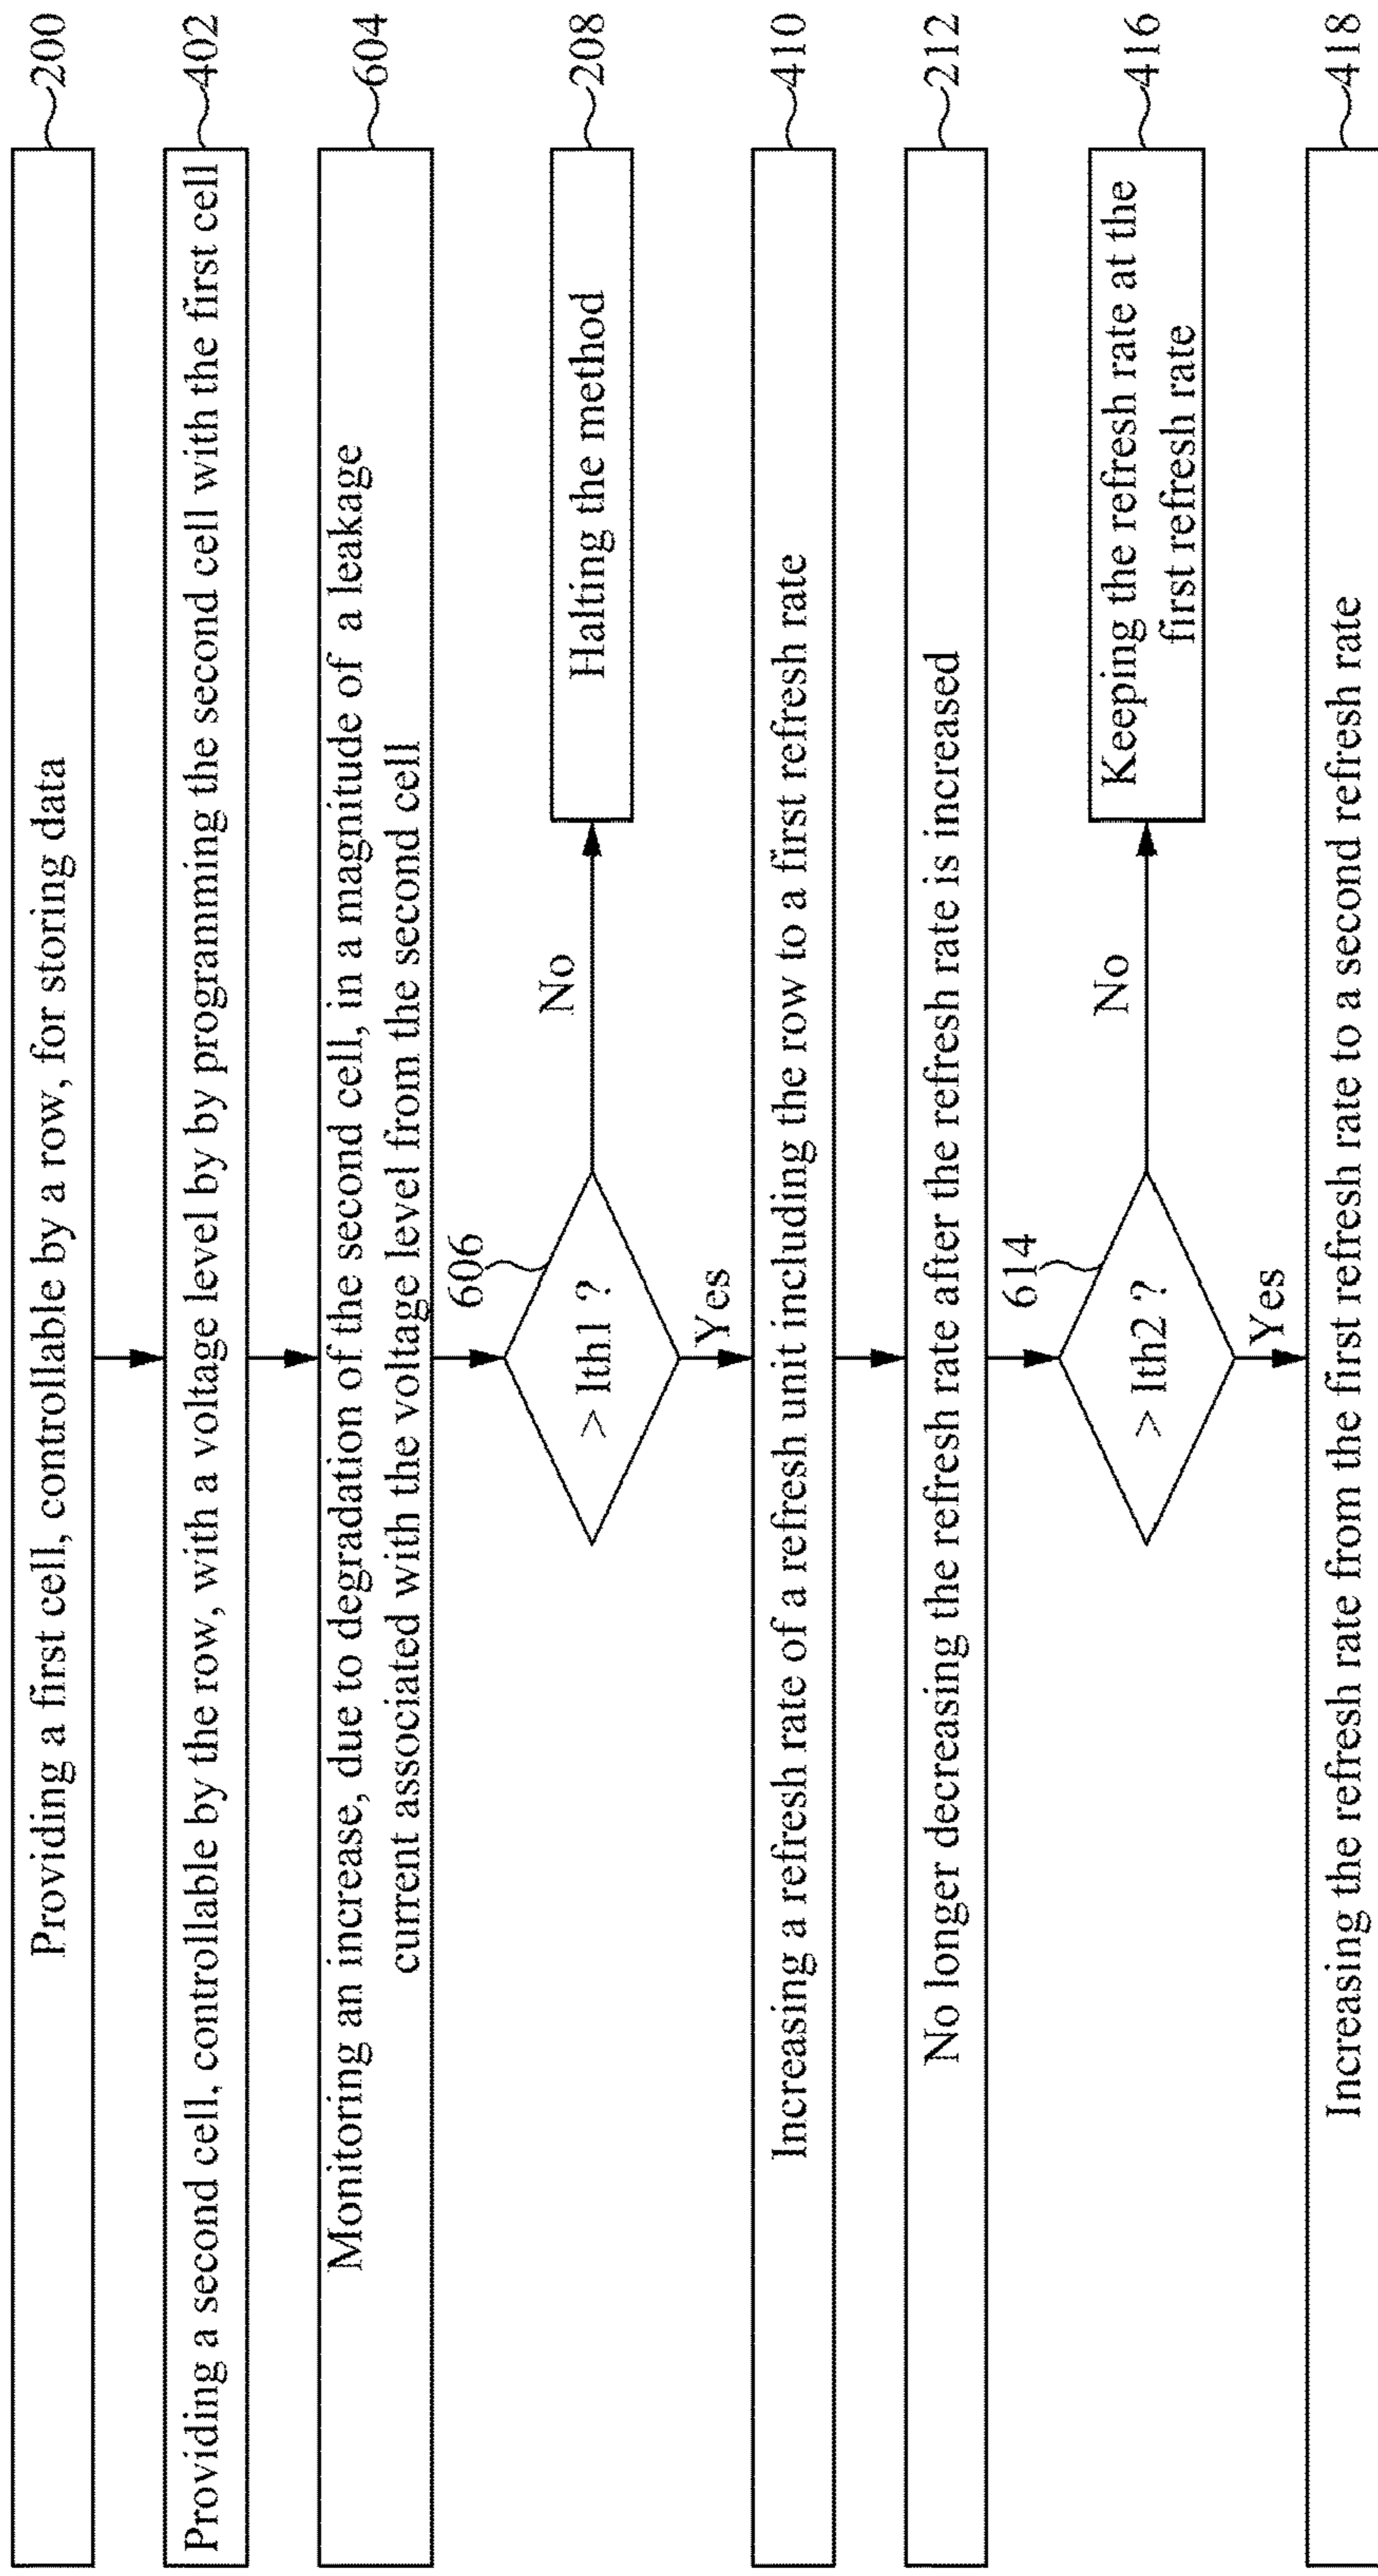 Providing a first cell, controllable by a row, for storing data
200
Providing a second cell, controllable by the row, with a voltage level by by programming the second cell with the first cell
402
Monitoring an increase, due to degradation of the second cell, in a magnitude of a leakage
current associated with the voltage level from the second cell
604
606
> Ith1 ?
No
Halting the method
208
Yes
Increasing a refresh rate of a refresh unit including the row to a first refresh rate
410
No longer decreasing the refresh rate after the refresh rate is increased
212
614
> Ith2 ?
No
Keeping the refresh rate at the
first refresh rate
416
Yes
Increasing the refresh rate from the first refresh rate to a second refresh rate
418